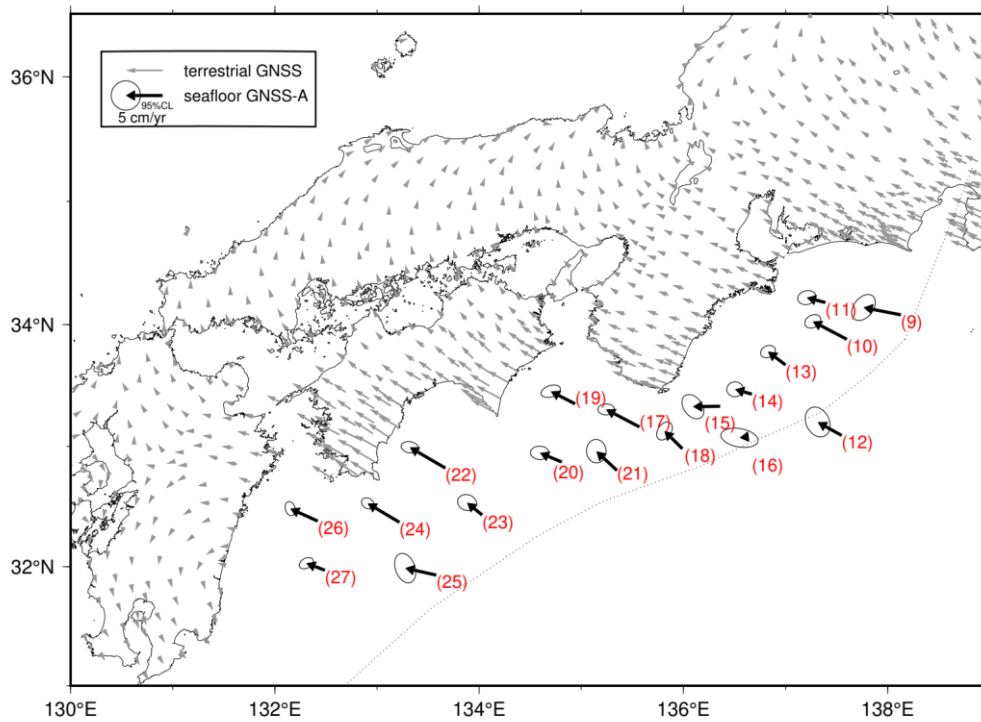 36°N
34°N
32°N
terrestrial GNSS
seafloor GNSS-A
95%CL
5 cm/yr
(11)
(9)
(10)
(13)
(14)
(15)
(12)
(16)
(19)
(17)
(18)
(20)
(21)
(22)
(23)
(24)
(26)
(27)
(25)
130°E
132°E
134°E
136°E
138°E